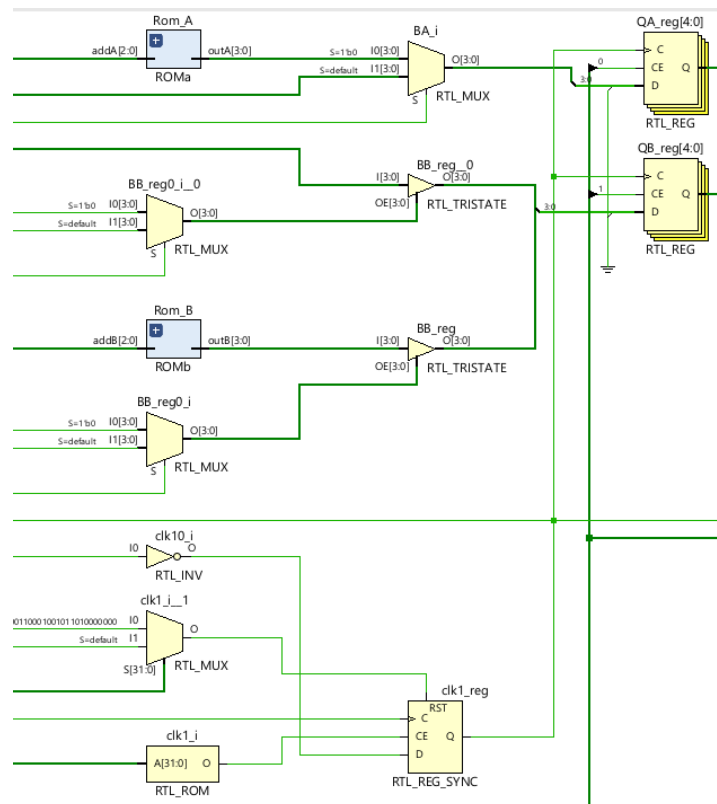 Rom_A
addA[2:0]
outA[3:0]
ROMa
BA_i
S=1'b0 I0[3:0]
S=default I1[3:0]
O[3:0]
S
RTL_MUX
QA_reg[4:0]
C
0
CE Q
3:0
D
RTL_REG
BB_reg__0
I[3:0]
O[3:0]
OE[3:0]
RTL_TRISTATE
QB_reg[4:0]
C
1
CE Q
3:0
D
RTL_REG
BB_reg0_i__0
S=1'b0 I0[3:0]
S=default I1[3:0]
O[3:0]
S
RTL_MUX
Rom_B
addB[2:0]
outB[3:0]
ROMb
BB_reg
I[3:0]
O[3:0]
OE[3:0]
RTL_TRISTATE
BB_reg0_i
S=1'b0 I0[3:0]
S=default I1[3:0]
O[3:0]
S
RTL_MUX
clk10_i
I0
O
RTL_INV
clk1_i__1
I0
S=default I1
O
S[31:0]
RTL_MUX
clk1_reg
RST
C
CE Q
D
RTL_REG_SYNC
clk1_i
A[31:0] O
RTL_ROM